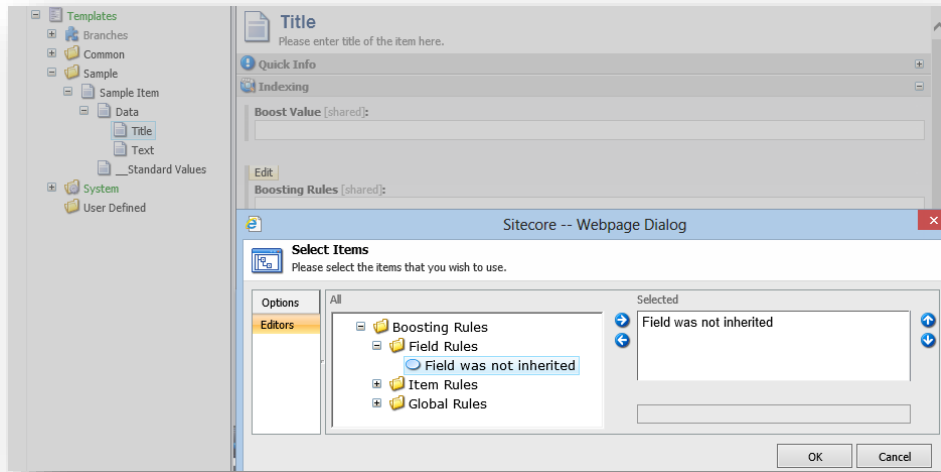 Templates
Branches
Common
Sample
Sample Item
Data
Title
Text
__Standard Values
System
User Defined
Title
Please enter title of the item here.
Quick Info
Indexing
Boost Value [shared]:
Edit
Boosting Rules [shared]:
Sitecore -- Webpage Dialog
Select Items
Please select the items that you wish to use.
Options
Editors
All
Boosting Rules
Field Rules
Field was not inherited
Item Rules
Global Rules
Selected
Field was not inherited
OK
Cancel